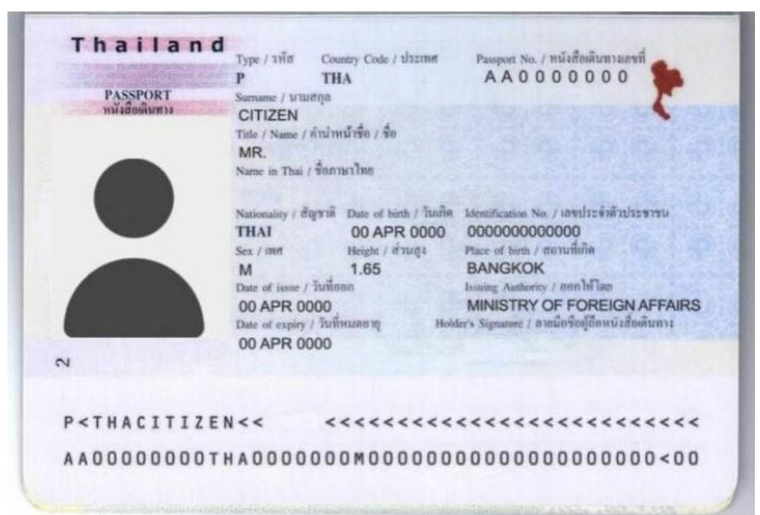 Thailand
PASSPORT
หนังสือเดินทาง
Type / รหัส Country Code / ประเทศ Passport No. / หนังสือเดินทางเลขที่
P THA AA0000000
Surname / นามสกุล
CITIZEN
Title / Name / คำนำหน้าชื่อ / ชื่อ
MR.
Name in Thai / ชื่อภาษาไทย
Nationality / สัญชาติ Date of birth / วันเกิด Identification No. / เลขประจำตัวประชาชน
THAI 00 APR 0000 0000000000000
Sex / เพศ Height / ส่วนสูง Place of birth / สถานที่เกิด
M 1.65 BANGKOK
Date of issue / วันที่ออก Issuing Authority / ออกให้โดย
00 APR 0000 MINISTRY OF FOREIGN AFFAIRS
Date of expiry / วันที่หมดอายุ Holder's Signature / ลายมือชื่อผู้ถือหนังสือเดินทาง
00 APR 0000
2
P<THACITIZEN<< <<<<<<<<<<<<<<<<<<<<<<<<<<
AA00000000THA0000000M00000000000000000000000<00